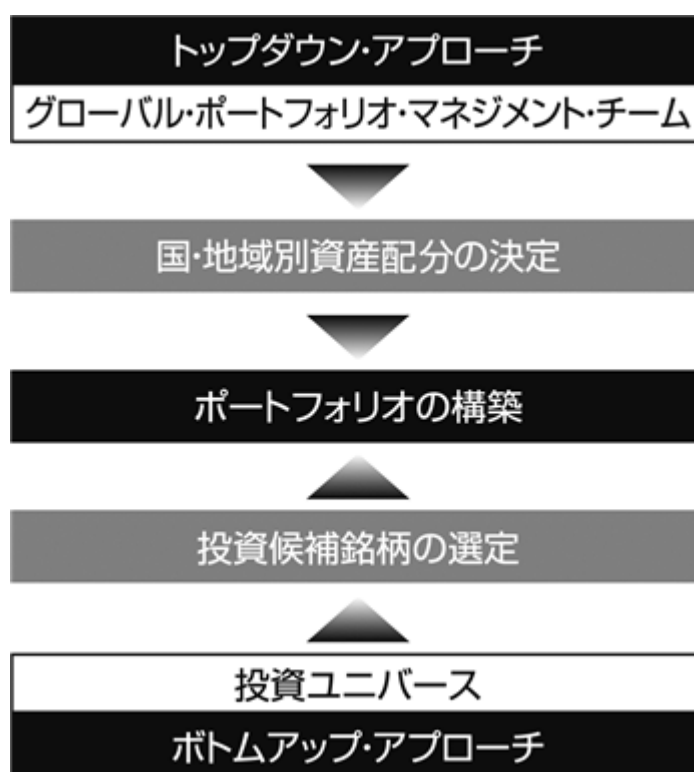 トップダウン・アプローチ
グローバル・ポートフォリオ・マネジメント・チーム
国・地域別資産配分の決定
ポートフォリオの構築
投資候補銘柄の選定
投資ユニバース
ボトムアップ・アプローチ